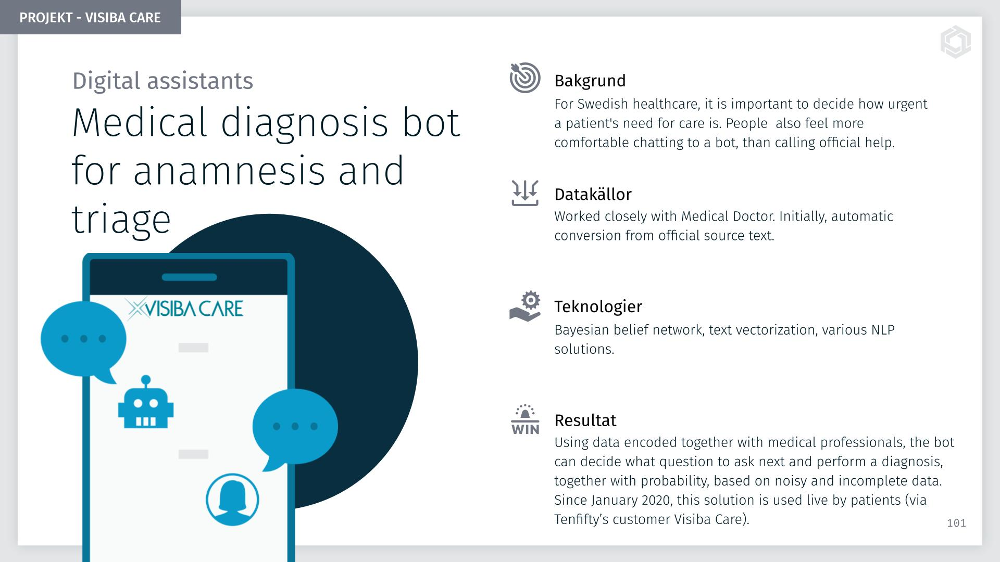 PROJEKT - VISIBA CARE
Digital assistants
Medical diagnosis bot
for anamnesis and
triage
VISIBA CARE
Bakgrund
For Swedish healthcare, it is important to decide how urgent
a patient's need for care is. People  also feel more
comfortable chatting to a bot, than calling official help.
Datakällor
Worked closely with Medical Doctor. Initially, automatic
conversion from official source text.
Teknologier
Bayesian belief network, text vectorization, various NLP
solutions.
WIN
Resultat
Using data encoded together with medical professionals, the bot
can decide what question to ask next and perform a diagnosis,
together with probability, based on noisy and incomplete data.
Since January 2020, this solution is used live by patients (via
Tenfifty’s customer Visiba Care).
101